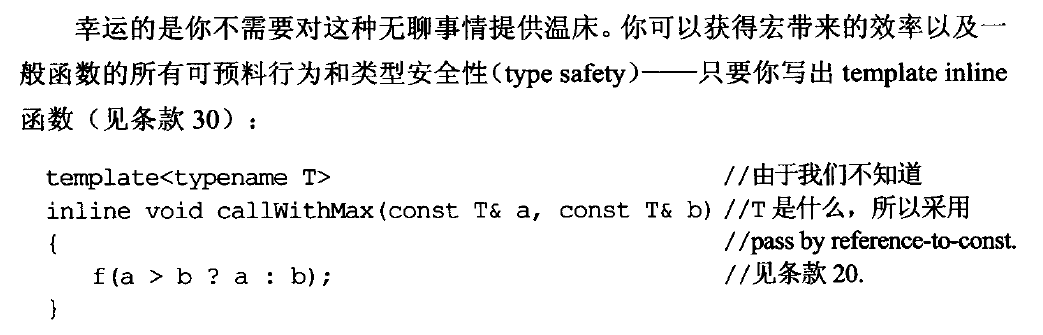 幸运的是你不需要对这种无聊事情提供温床。你可以获得宏带来的效率以及一
般函数的所有可预料行为和类型安全性(type safety)——只要你写出 template inline
函数（见条款 30）：
template<typename T> //由于我们不知道
inline void callWithMax(const T& a, const T& b) //T 是什么，所以采用
{ //pass by reference-to-const.
f(a > b ? a : b); //见条款 20.
}